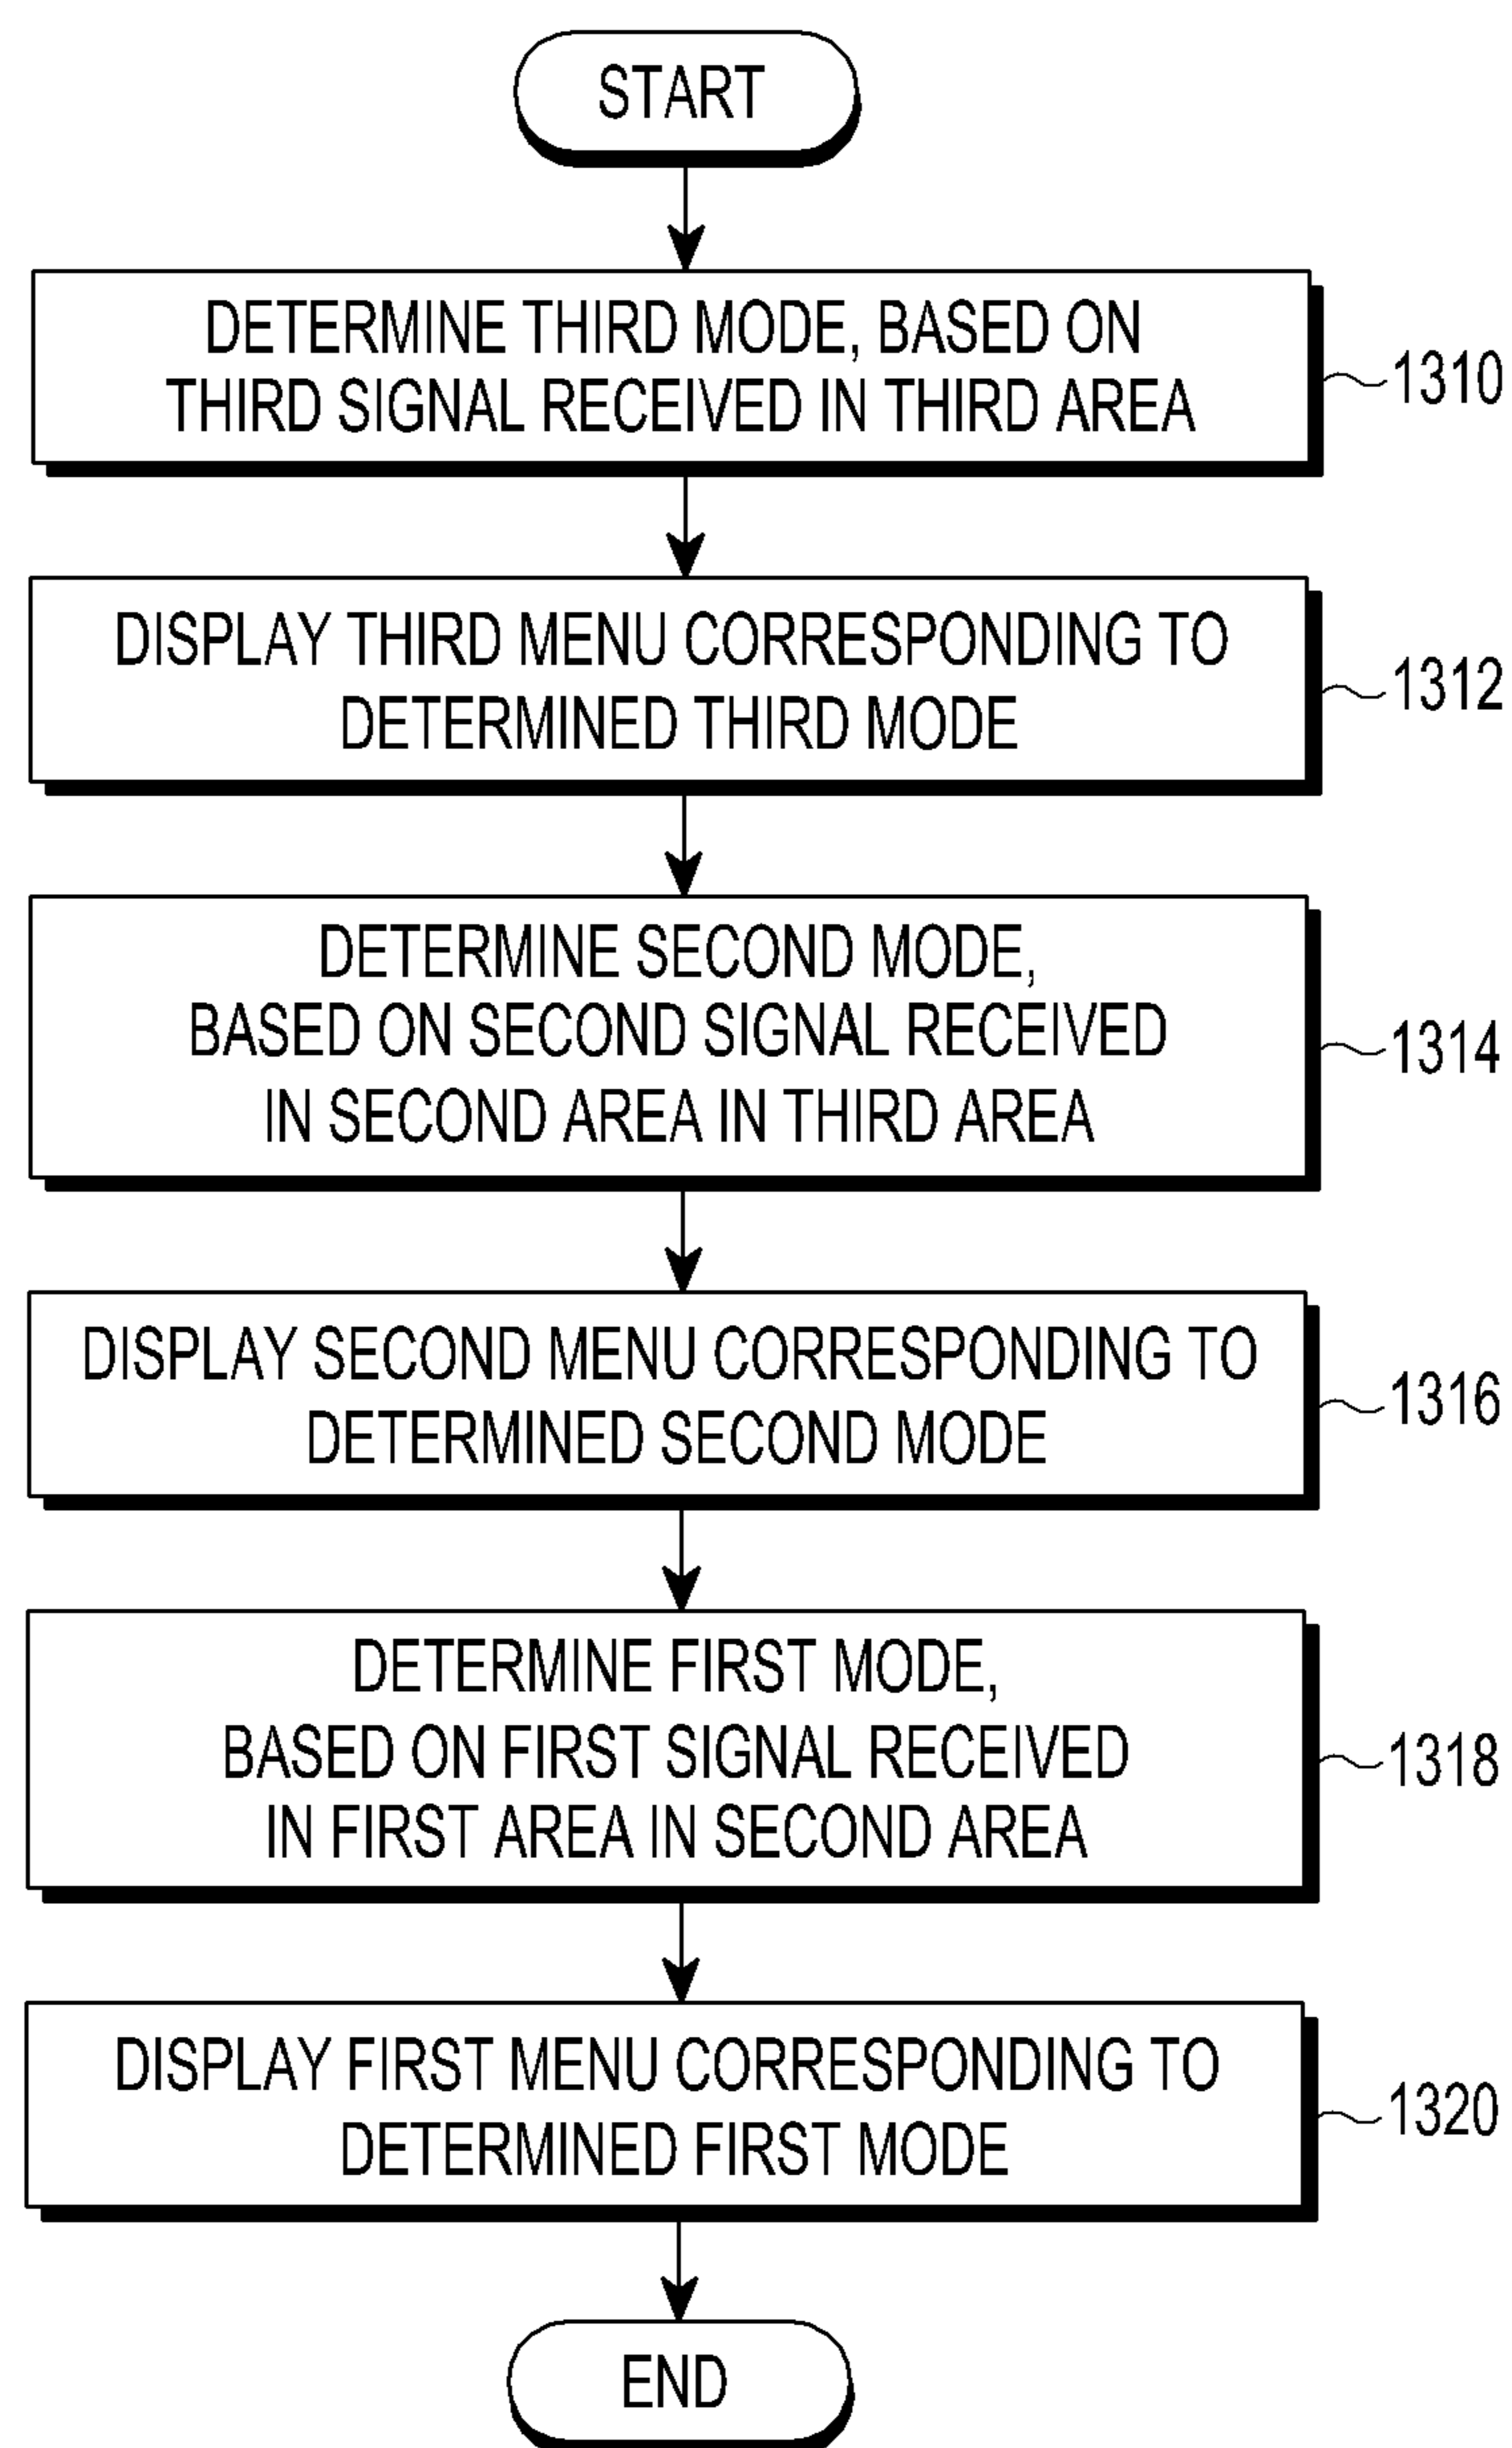 START
DETERMINE THIRD MODE, BASED ON
THIRD SIGNAL RECEIVED IN THIRD AREA
1310
DISPLAY THIRD MENU CORRESPONDING TO
DETERMINED THIRD MODE
1312
DETERMINE SECOND MODE,
BASED ON SECOND SIGNAL RECEIVED
IN SECOND AREA IN THIRD AREA
1314
DISPLAY SECOND MENU CORRESPONDING TO
DETERMINED SECOND MODE
1316
DETERMINE FIRST MODE,
BASED ON FIRST SIGNAL RECEIVED
IN FIRST AREA IN SECOND AREA
1318
DISPLAY FIRST MENU CORRESPONDING TO
DETERMINED FIRST MODE
1320
END